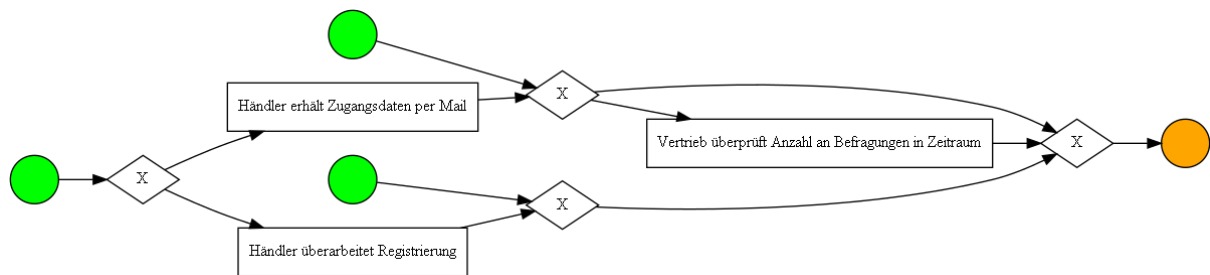 X
Händler erhält Zugangsdaten per Mail
Händler überarbeitet Registrierung
X
X
Vertrieb überprüft Anzahl an Befragungen in Zeitraum
X